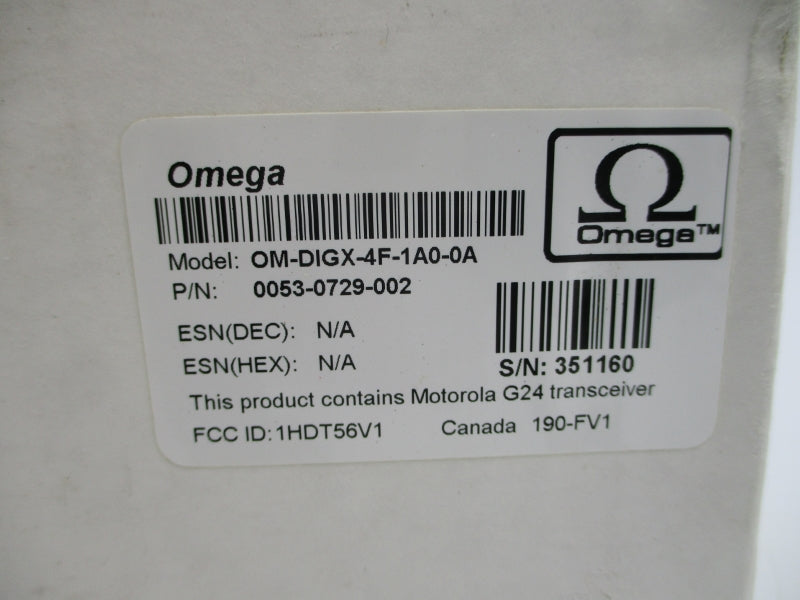 Omega
Ω
Omega™
Model: OM-DIGX-4F-1A0-0A
P/N: 0053-0729-002
ESN(DEC): N/A
ESN(HEX): N/A
S/N: 351160
This product contains Motorola G24 transceiver
FCC ID: 1HDT56V1 Canada 190-FV1